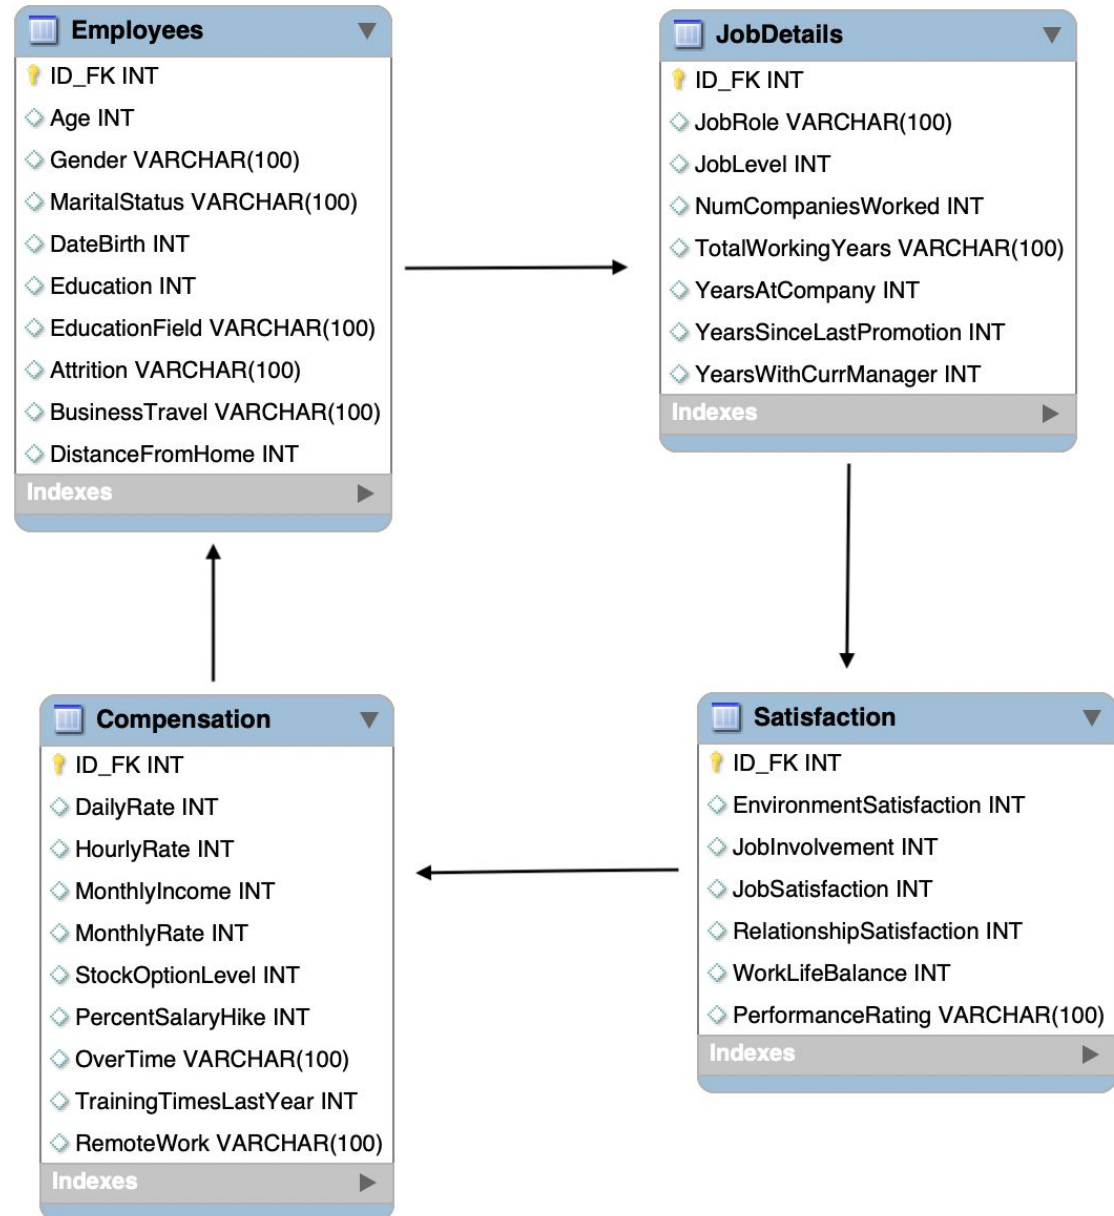 Employees
ID_FK INT
Age INT
Gender VARCHAR(100)
MaritalStatus VARCHAR(100)
DateBirth INT
Education INT
EducationField VARCHAR(100)
Attrition VARCHAR(100)
BusinessTravel VARCHAR(100)
DistanceFromHome INT
Indexes
JobDetails
ID_FK INT
JobRole VARCHAR(100)
JobLevel INT
NumCompaniesWorked INT
TotalWorkingYears VARCHAR(100)
YearsAtCompany INT
YearsSinceLastPromotion INT
YearsWithCurrManager INT
Indexes
Compensation
ID_FK INT
DailyRate INT
HourlyRate INT
MonthlyIncome INT
MonthlyRate INT
StockOptionLevel INT
PercentSalaryHike INT
OverTime VARCHAR(100)
TrainingTimesLastYear INT
RemoteWork VARCHAR(100)
Indexes
Satisfaction
ID_FK INT
EnvironmentSatisfaction INT
JobInvolvement INT
JobSatisfaction INT
RelationshipSatisfaction INT
WorkLifeBalance INT
PerformanceRating VARCHAR(100)
Indexes